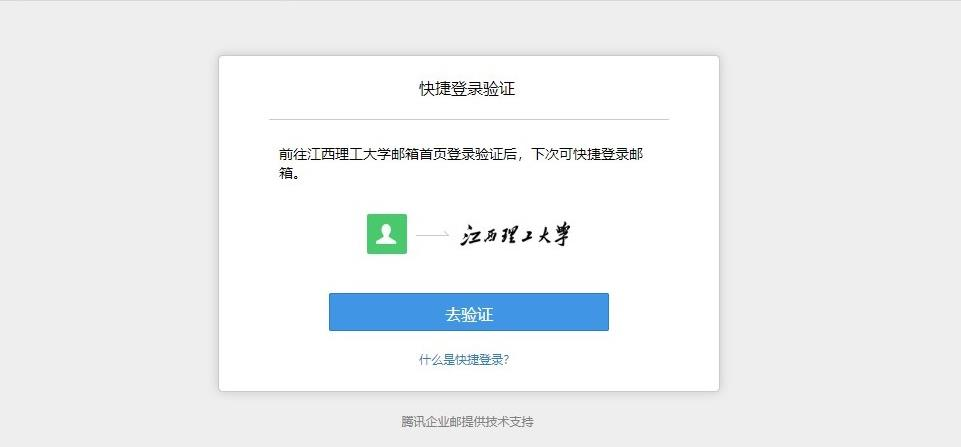 快捷登录验证
前往江西理工大学邮箱首页登录验证后，下次可快捷登录邮
箱。
江西理工大学
去验证
什么是快捷登录?
腾讯企业邮提供技术支持